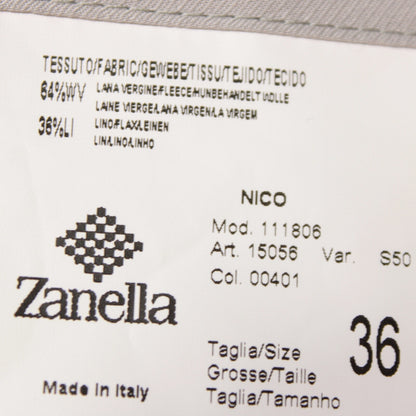 TESSUTO/FABRIC/GEWEBE/TISSU/TEJIDO/TECIDO
64%WV LANA VERGINE/FLEECE/UNBEHANDELT WOLLE
LAINE VIERGE/LANA VIRGEN/LA VIRGEM
36%LI LINO/FLAX/LEINEN
LIN/LINO/LINHO
NICO
Mod. 111806
Art. 15056 Var. S50
Col. 00401
Zanella
Made in Italy
Taglia/Size
Grosse/Taille
Taglia/Tamanho
36